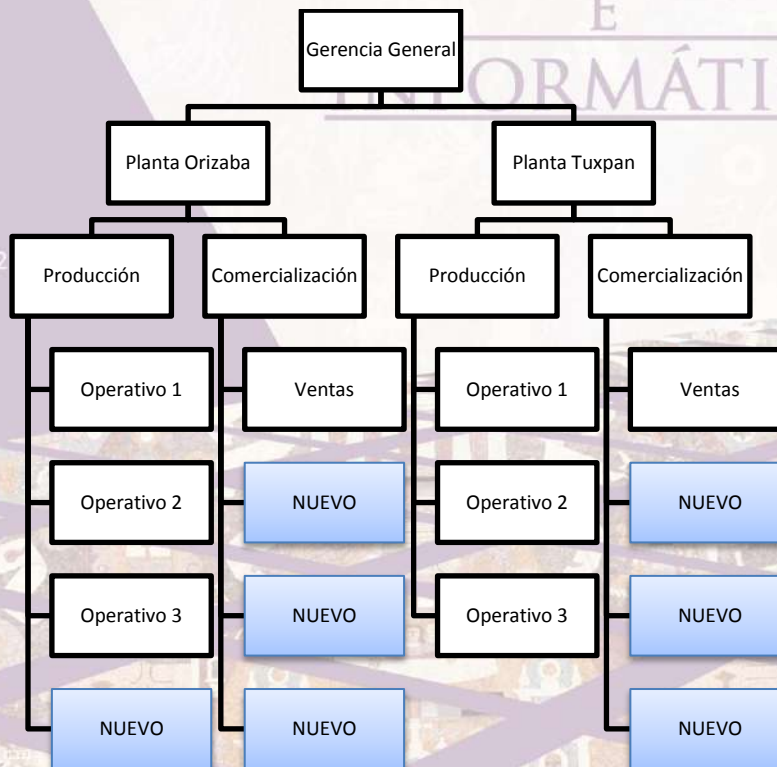 E
INFORMÁTI
Gerencia General
Planta Orizaba
Planta Tuxpan
Producción
Comercialización
Producción
Comercialización
Operativo 1
Ventas
Operativo 1
Ventas
Operativo 2
NUEVO
Operativo 2
NUEVO
Operativo 3
NUEVO
Operativo 3
NUEVO
NUEVO
NUEVO
NUEVO